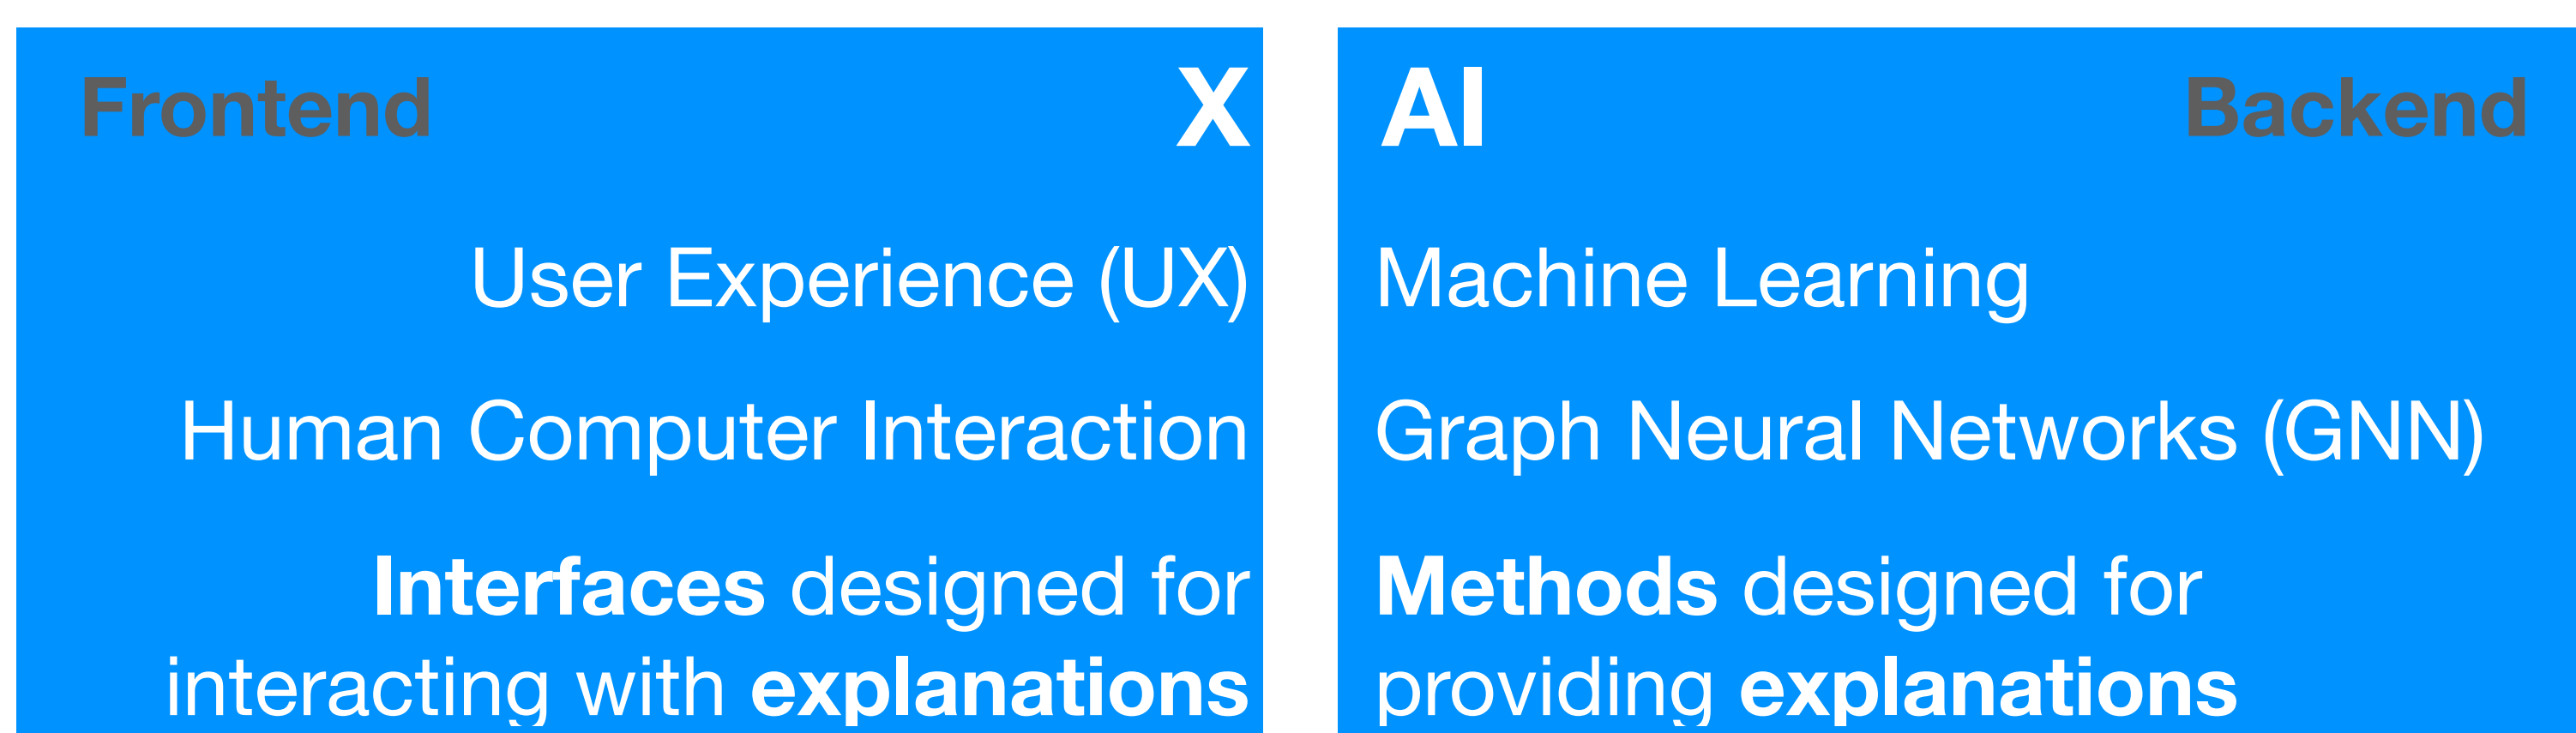 Frontend
X
User Experience (UX)
Human Computer Interaction
Interfaces designed for
interacting with explanations
AI
Backend
Machine Learning
Graph Neural Networks (GNN)
Methods designed for
providing explanations